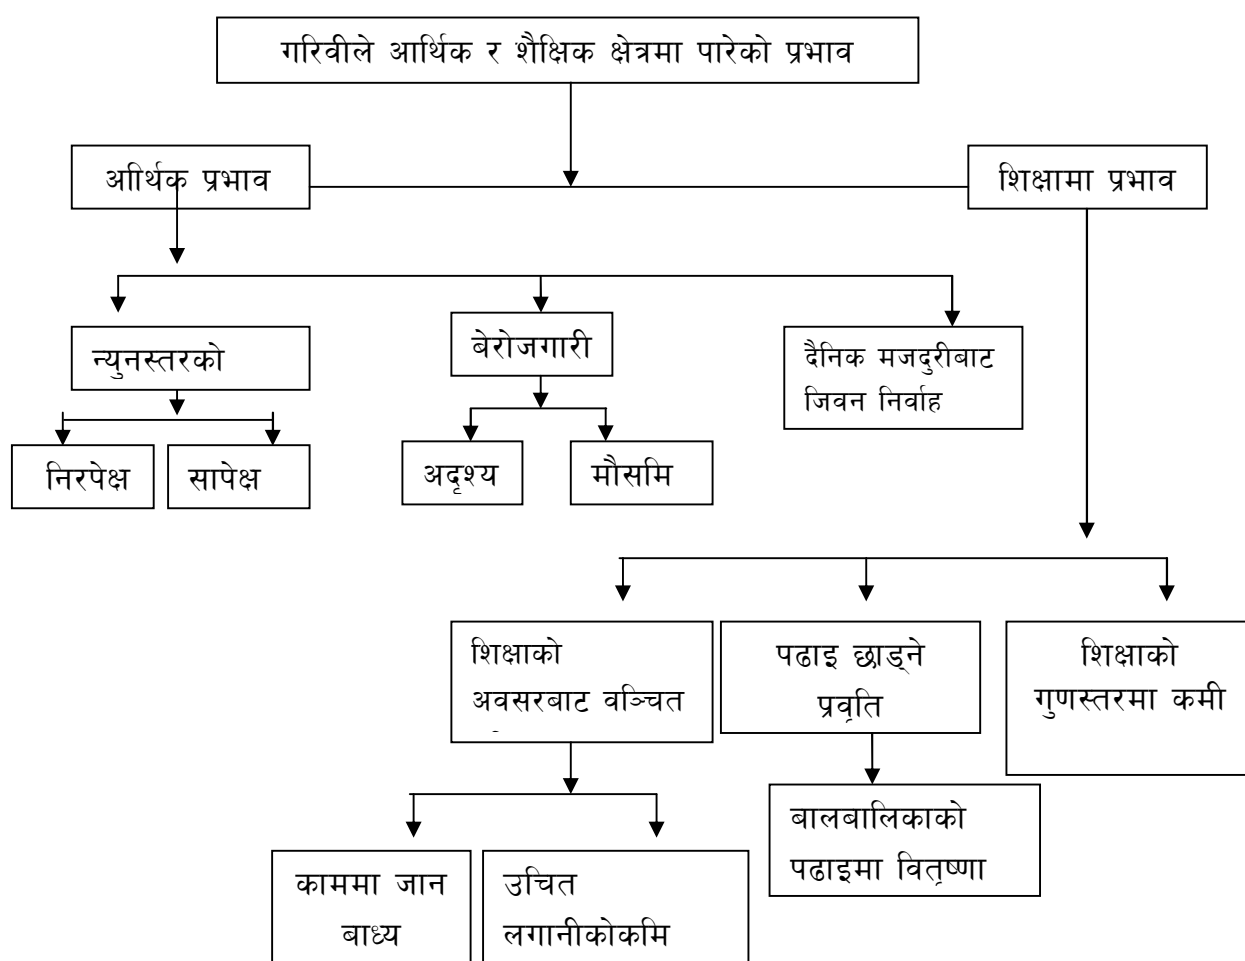 गरिवीले आर्थिक र शैक्षिक क्षेत्रमा पारेको प्रभाव
आर्थिक प्रभाव
शिक्षामा प्रभाव
न्युनस्तरको
बेरोजगारी
दैनिक मजदुरीबाट
जिवन निर्वाह
निरपेक्ष
सापेक्ष
अदृश्य
मौसमि
शिक्षाको
अवसरबाट वञ्चित
पढाइ छाड्ने
प्रवृति
शिक्षाको
गुणस्तरमा कमी
बालबालिकाको
पढाइमा वितृष्णा
काममा जान
बाध्य
उचित
लगानीकोकमि